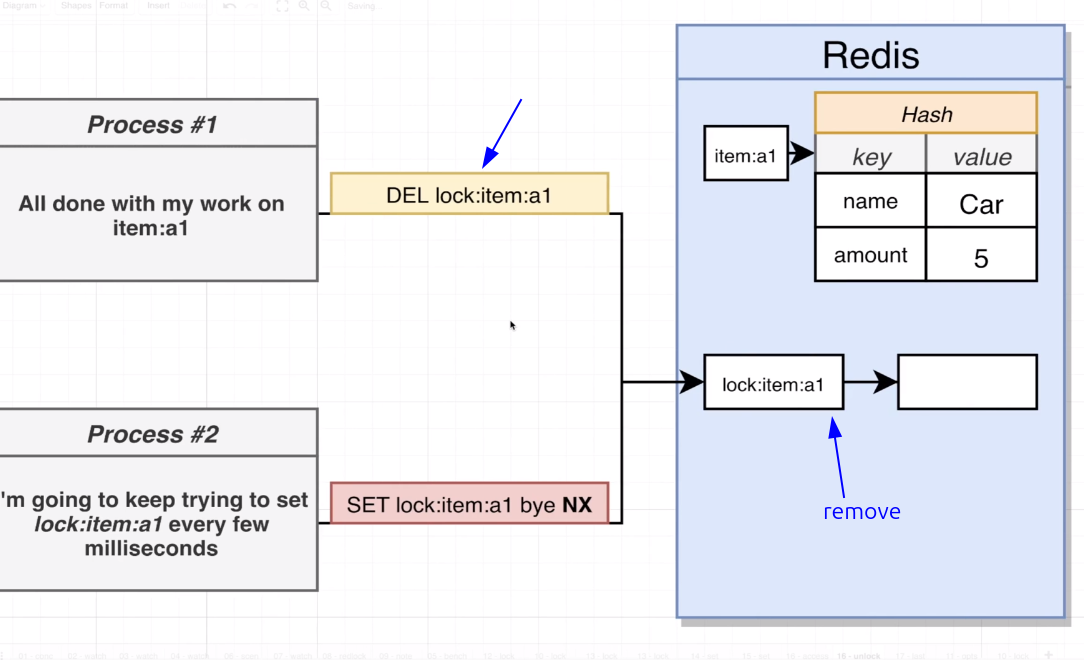 Diagram
Shapes
Format
Insert
Saving...
Redis
Process #1
All done with my work on
item:a1
DEL lock:item:a1
item:a1
Hash
key
value
name
Car
amount
5
lock:item:a1
remove
Process #2
'm going to keep trying to set
lock:item:a1 every few
milliseconds
SET lock:item:a1 bye NX
16 - unlock